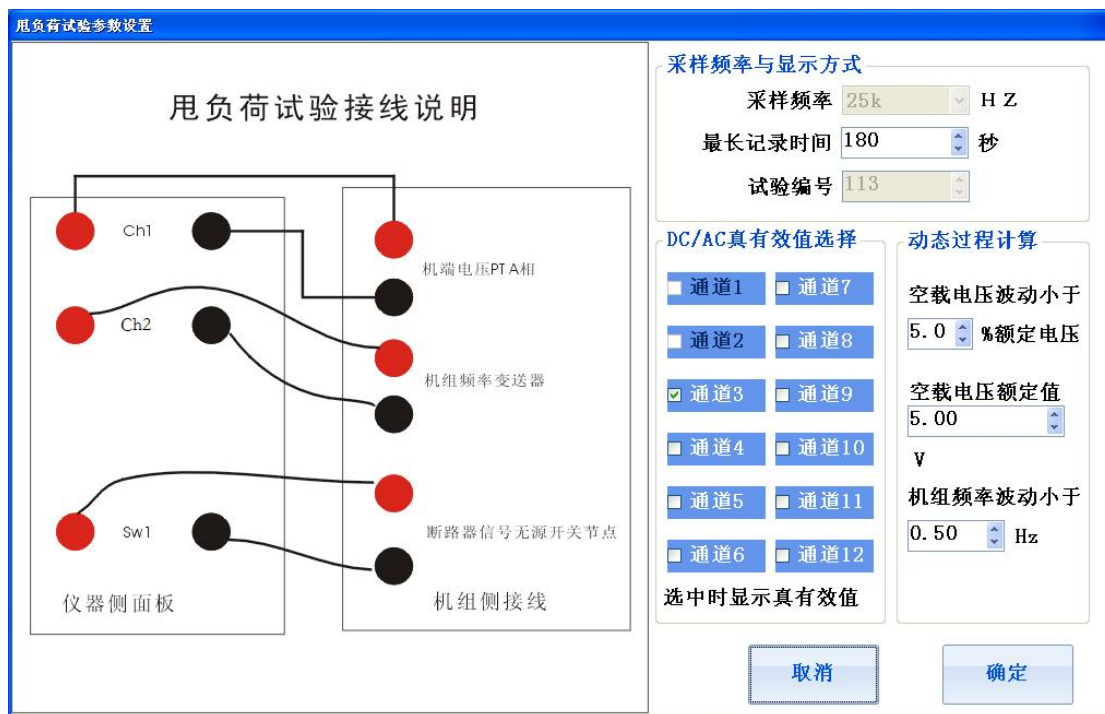 甩负荷试验参数设置
甩负荷试验接线说明
Ch1
机端电压PT A相
Ch2
机组频率变送器
Sw1
断路器信号无源开关节点
仪器侧面板
机组侧接线
采样频率与显示方式
采样频率 25k HZ
最长记录时间 180 秒
试验编号 113
DC/AC真有效值选择
通道1 通道7
通道2 通道8
通道3 通道9
通道4 通道10
通道5 通道11
通道6 通道12
选中时显示真有效值
动态过程计算
空载电压波动小于
5.0 %额定电压
空载电压额定值
5.00
V
机组频率波动小于
0.50 Hz
取消
确定